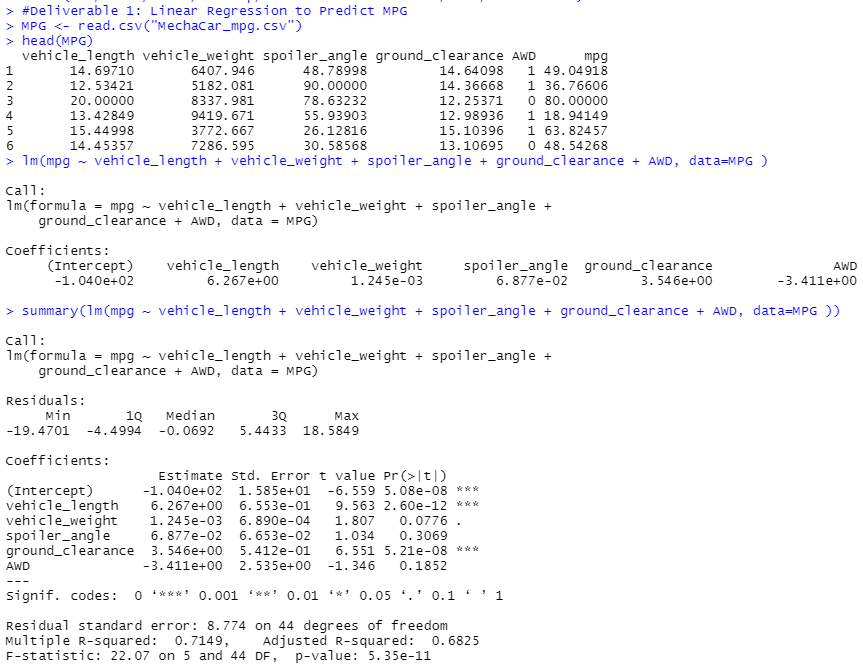 > #Deliverable 1: Linear Regression to Predict MPG
> MPG <- read.csv("MechaCar_mpg.csv")
> head(MPG)
  vehicle_length vehicle_weight spoiler_angle ground_clearance AWD      mpg
1       14.69710       6407.946      48.78998         14.64098   1 49.04918
2       12.53421       5182.081      90.00000         14.36668   1 36.76606
3       20.00000       8337.981      78.63232         12.25371   0 80.00000
4       13.42849       9419.671      55.93903         12.98936   1 18.94149
5       15.44998       3772.667      26.12816         15.10396   1 63.82457
6       14.45357       7286.595      30.58568         13.10695   0 48.54268
> lm(mpg ~ vehicle_length + vehicle_weight + spoiler_angle + ground_clearance + AWD, data=MPG )
Call:
lm(formula = mpg ~ vehicle_length + vehicle_weight + spoiler_angle +
    ground_clearance + AWD, data = MPG)
Coefficients:
     (Intercept)    vehicle_length    vehicle_weight     spoiler_angle  ground_clearance               AWD
      -1.040e+02         6.267e+00         1.245e-03         6.877e-02         3.546e+00        -3.411e+00
> summary(lm(mpg ~ vehicle_length + vehicle_weight + spoiler_angle + ground_clearance + AWD, data=MPG ))
Call:
lm(formula = mpg ~ vehicle_length + vehicle_weight + spoiler_angle +
    ground_clearance + AWD, data = MPG)
Residuals:
     Min       1Q   Median       3Q      Max
-19.4701  -4.4994  -0.0692   5.4433  18.5849
Coefficients:
                   Estimate Std. Error t value Pr(>|t|)
(Intercept)      -1.040e+02  1.585e+01  -6.559 5.08e-08 ***
vehicle_length    6.267e+00  6.553e-01   9.563 2.60e-12 ***
vehicle_weight    1.245e-03  6.890e-04   1.807   0.0776 .
spoiler_angle     6.877e-02  6.653e-02   1.034   0.3069
ground_clearance  3.546e+00  5.412e-01   6.551 5.21e-08 ***
AWD              -3.411e+00  2.535e+00  -1.346   0.1852
---
Signif. codes:  0 ‘***’ 0.001 ‘**’ 0.01 ‘*’ 0.05 ‘.’ 0.1 ‘ ’ 1
Residual standard error: 8.774 on 44 degrees of freedom
Multiple R-squared:  0.7149,    Adjusted R-squared:  0.6825
F-statistic: 22.07 on 5 and 44 DF,  p-value: 5.35e-11